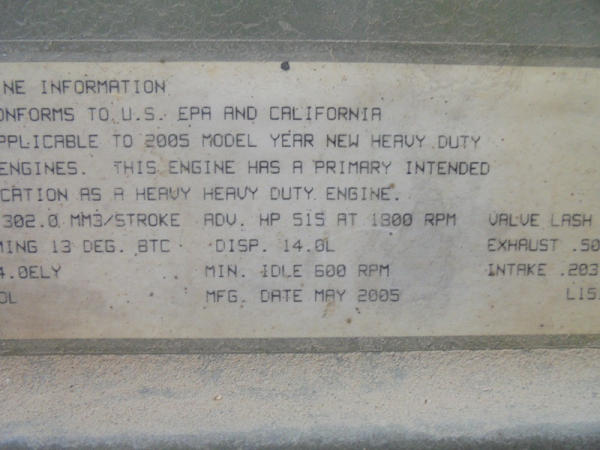 NE INFORMATION
ONFORMS TO U.S. EPA AND CALIFORNIA
PPLICABLE TO 2005 MODEL YEAR NEW HEAVY DUTY
ENGINES. THIS ENGINE HAS A PRIMARY INTENDED
CATION AS A HEAVY HEAVY DUTY ENGINE.
302.0 MM3/STROKE ADV. HP 515 AT 1800 RPM VALVE LASH
MING 13 DEG. BTC DISP. 14.0L EXHAUST .50
4.0ELY MIN. IDLE 600 RPM INTAKE .203
OL MFG. DATE MAY 2005